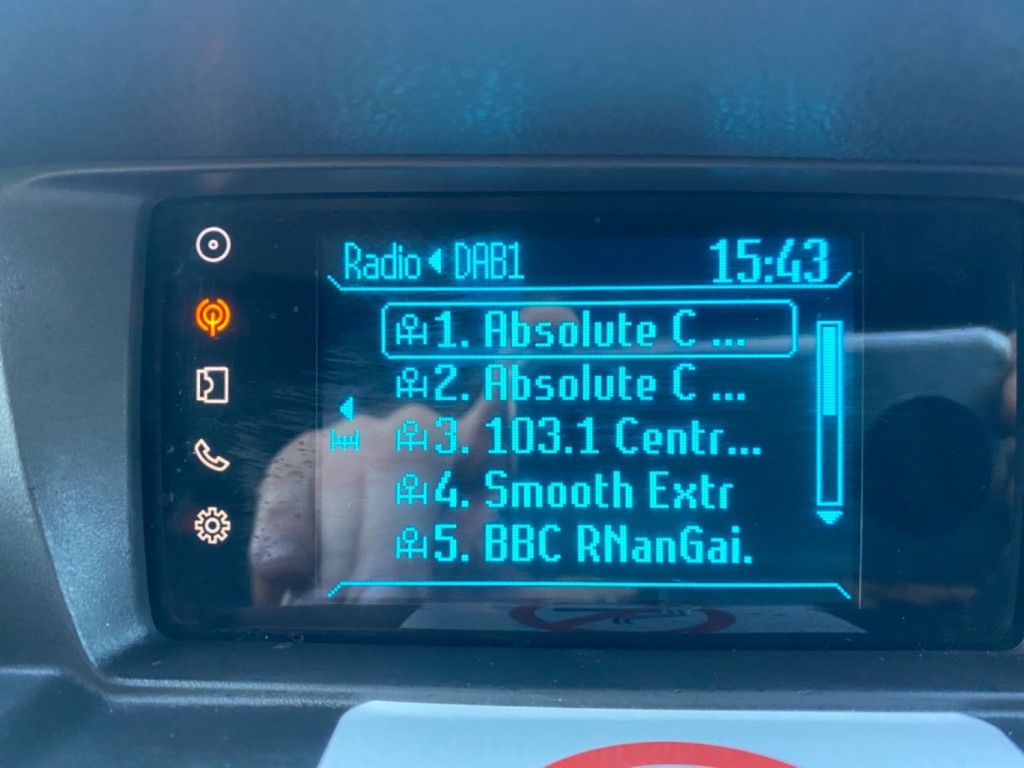 Radio DAB1 15:43
1. Absolute C ...
2. Absolute C ...
3. 103.1 Centr...
4. Smooth Extr
5. BBC RNanGai.